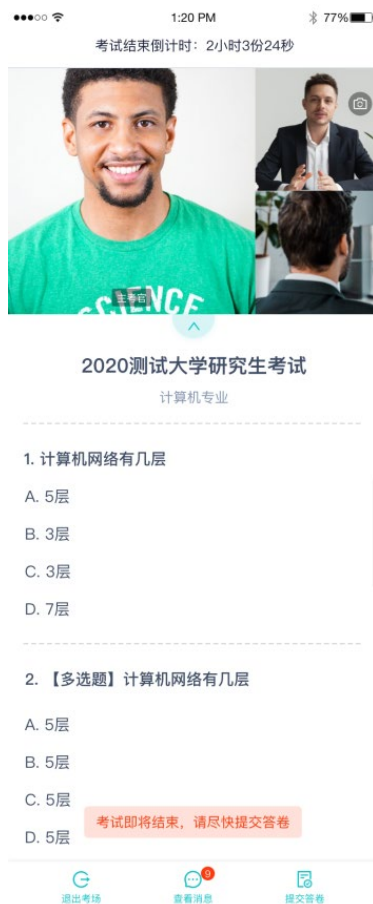 1:20 PM
77%
考试结束倒计时：2小时3份24秒
主考官
SCIENCE
2020测试大学研究生考试
计算机专业
1. 计算机网络有几层
A. 5层
B. 3层
C. 3层
D. 7层
2. 【多选题】计算机网络有几层
A. 5层
B. 5层
C. 5层
考试即将结束，请尽快提交答卷
D. 5层
9
退出考场
查看消息
提交答卷